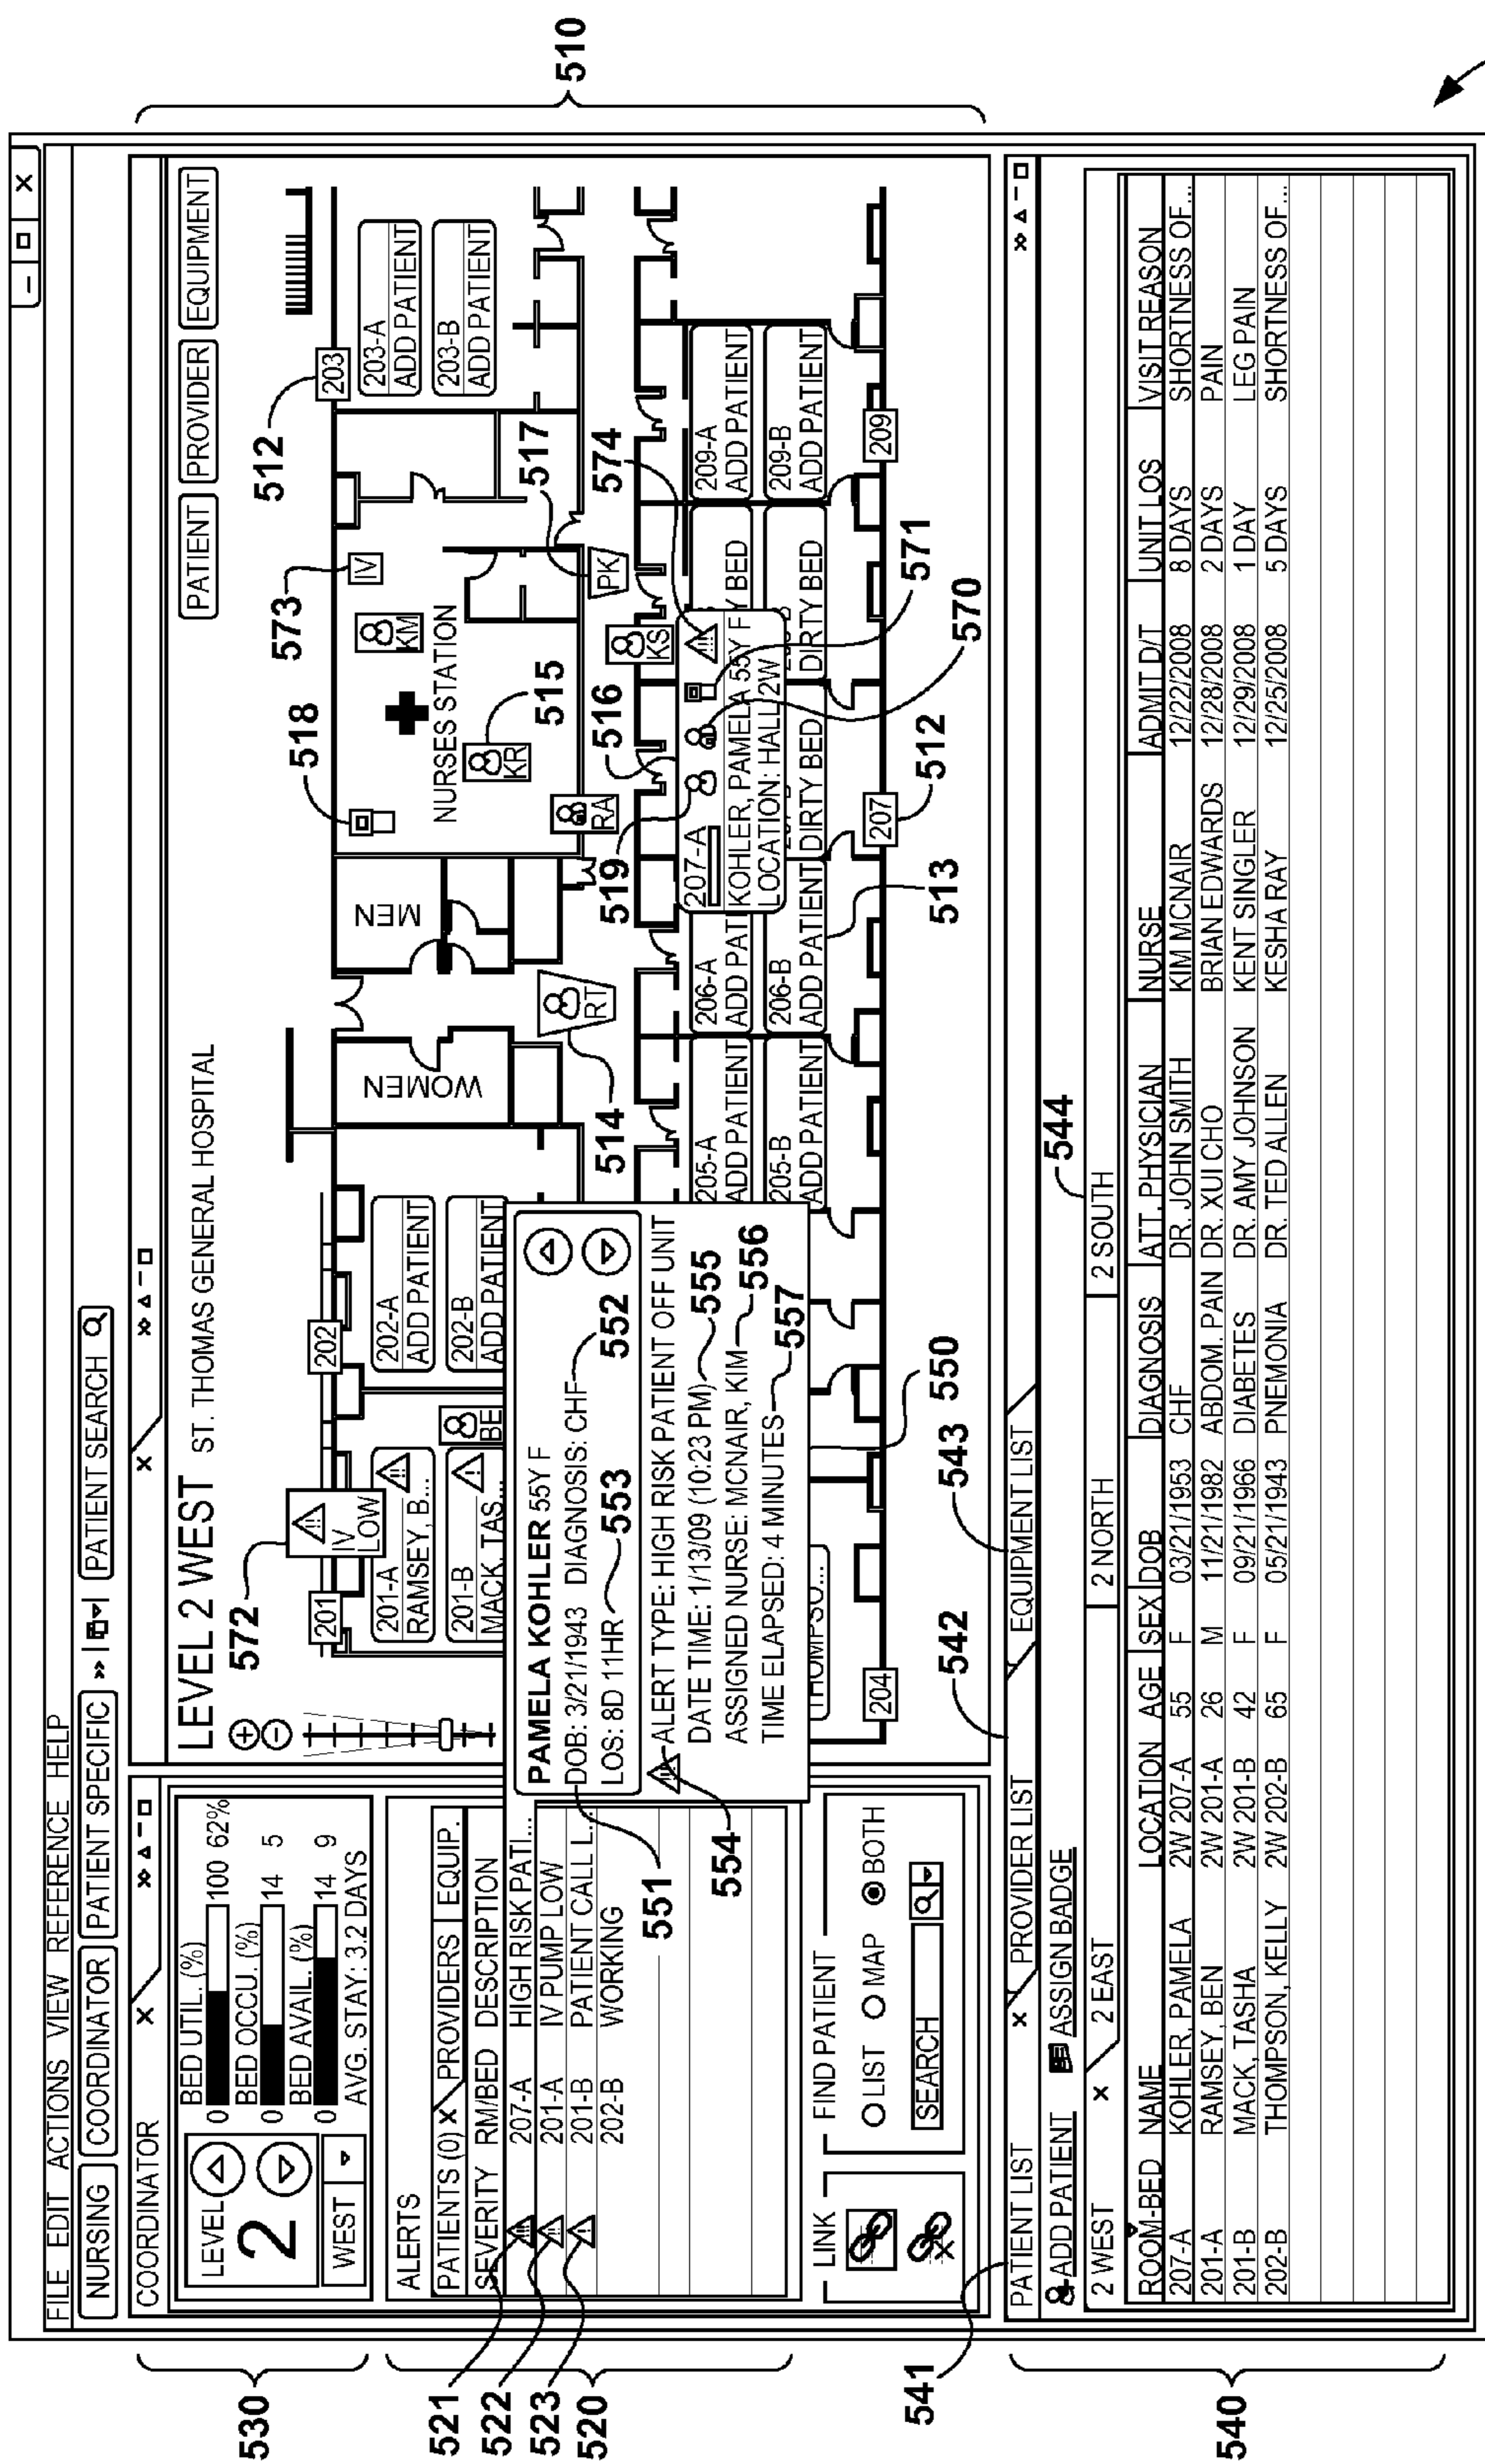 FILE EDIT ACTIONS VIEW REFERENCE HELP
NURSING COORDINATOR PATIENT SPECIFIC » PATIENT SEARCH
COORDINATOR
LEVEL
2
WEST
BED UTIL. (%)
0 100 62%
BED OCCU. (%)
0 14 5
BED AVAIL. (%)
0 14 9
AVG. STAY: 3.2 DAYS
530
ALERTS
PATIENTS (0) X PROVIDERS EQUIP.
SEVERITY RM/BED DESCRIPTION
207-A HIGH RISK PATI...
201-A IV PUMP LOW
201-B PATIENT CALL L...
202-B WORKING
521
522
523
520
LINK
FIND PATIENT
LIST MAP BOTH
SEARCH
LEVEL 2 WEST ST. THOMAS GENERAL HOSPITAL
PATIENT PROVIDER EQUIPMENT
510
572
IV
LOW
201
202
203
512
201-A
RAMSEY, B...
201-B
MACK, TAS...
BE
202-A
ADD PATIENT
202-B
ADD PATIENT
WOMEN
MEN
518
573
IV
KM
NURSES STATION
KR
515
RA
203-A
ADD PATIENT
203-B
ADD PATIENT
517
PK
574
RT
514
519
516
KS
205-A
ADD PATIENT
205-B
ADD PATIENT
206-A
ADD PATI
206-B
ADD PATIENT
207-A
KOHLER, PAMELA 55Y F
LOCATION: HALL 2W
DIRTY BED
Y BED
DIRTY BED
209-A
ADD PATIENT
209-B
ADD PATIENT
571
570
513
512
204
207
209
THOMPSO...
PAMELA KOHLER 55Y F
DOB: 3/21/1943 DIAGNOSIS: CHF 552
LOS: 8D 11HR 553
ALERT TYPE: HIGH RISK PATIENT OFF UNIT
DATE TIME: 1/13/09 (10:23 PM) 555
ASSIGNED NURSE: MCNAIR, KIM 556
TIME ELAPSED: 4 MINUTES 557
551
554
550
541
542
543
544
540
PATIENT LIST X PROVIDER LIST EQUIPMENT LIST
ADD PATIENT ASSIGN BADGE
2 WEST X 2 EAST 2 NORTH 2 SOUTH
ROOM-BED NAME LOCATION AGE SEX DOB DIAGNOSIS ATT. PHYSICIAN NURSE ADMIT D/T UNIT LOS VISIT REASON
207-A KOHLER, PAMELA 2W 207-A 55 F 03/21/1953 CHF DR. JOHN SMITH KIM MCNAIR 12/22/2008 8 DAYS SHORTNESS OF...
201-A RAMSEY, BEN 2W 201-A 26 M 11/21/1982 ABDOM. PAIN DR. XUI CHO BRIAN EDWARDS 12/28/2008 2 DAYS PAIN
201-B MACK, TASHA 2W 201-B 42 F 09/21/1966 DIABETES DR. AMY JOHNSON KENT SINGLER 12/29/2008 1 DAY LEG PAIN
202-B THOMPSON, KELLY 2W 202-B 65 F 05/21/1943 PNEMONIA DR. TED ALLEN KESHA RAY 12/25/2008 5 DAYS SHORTNESS OF...